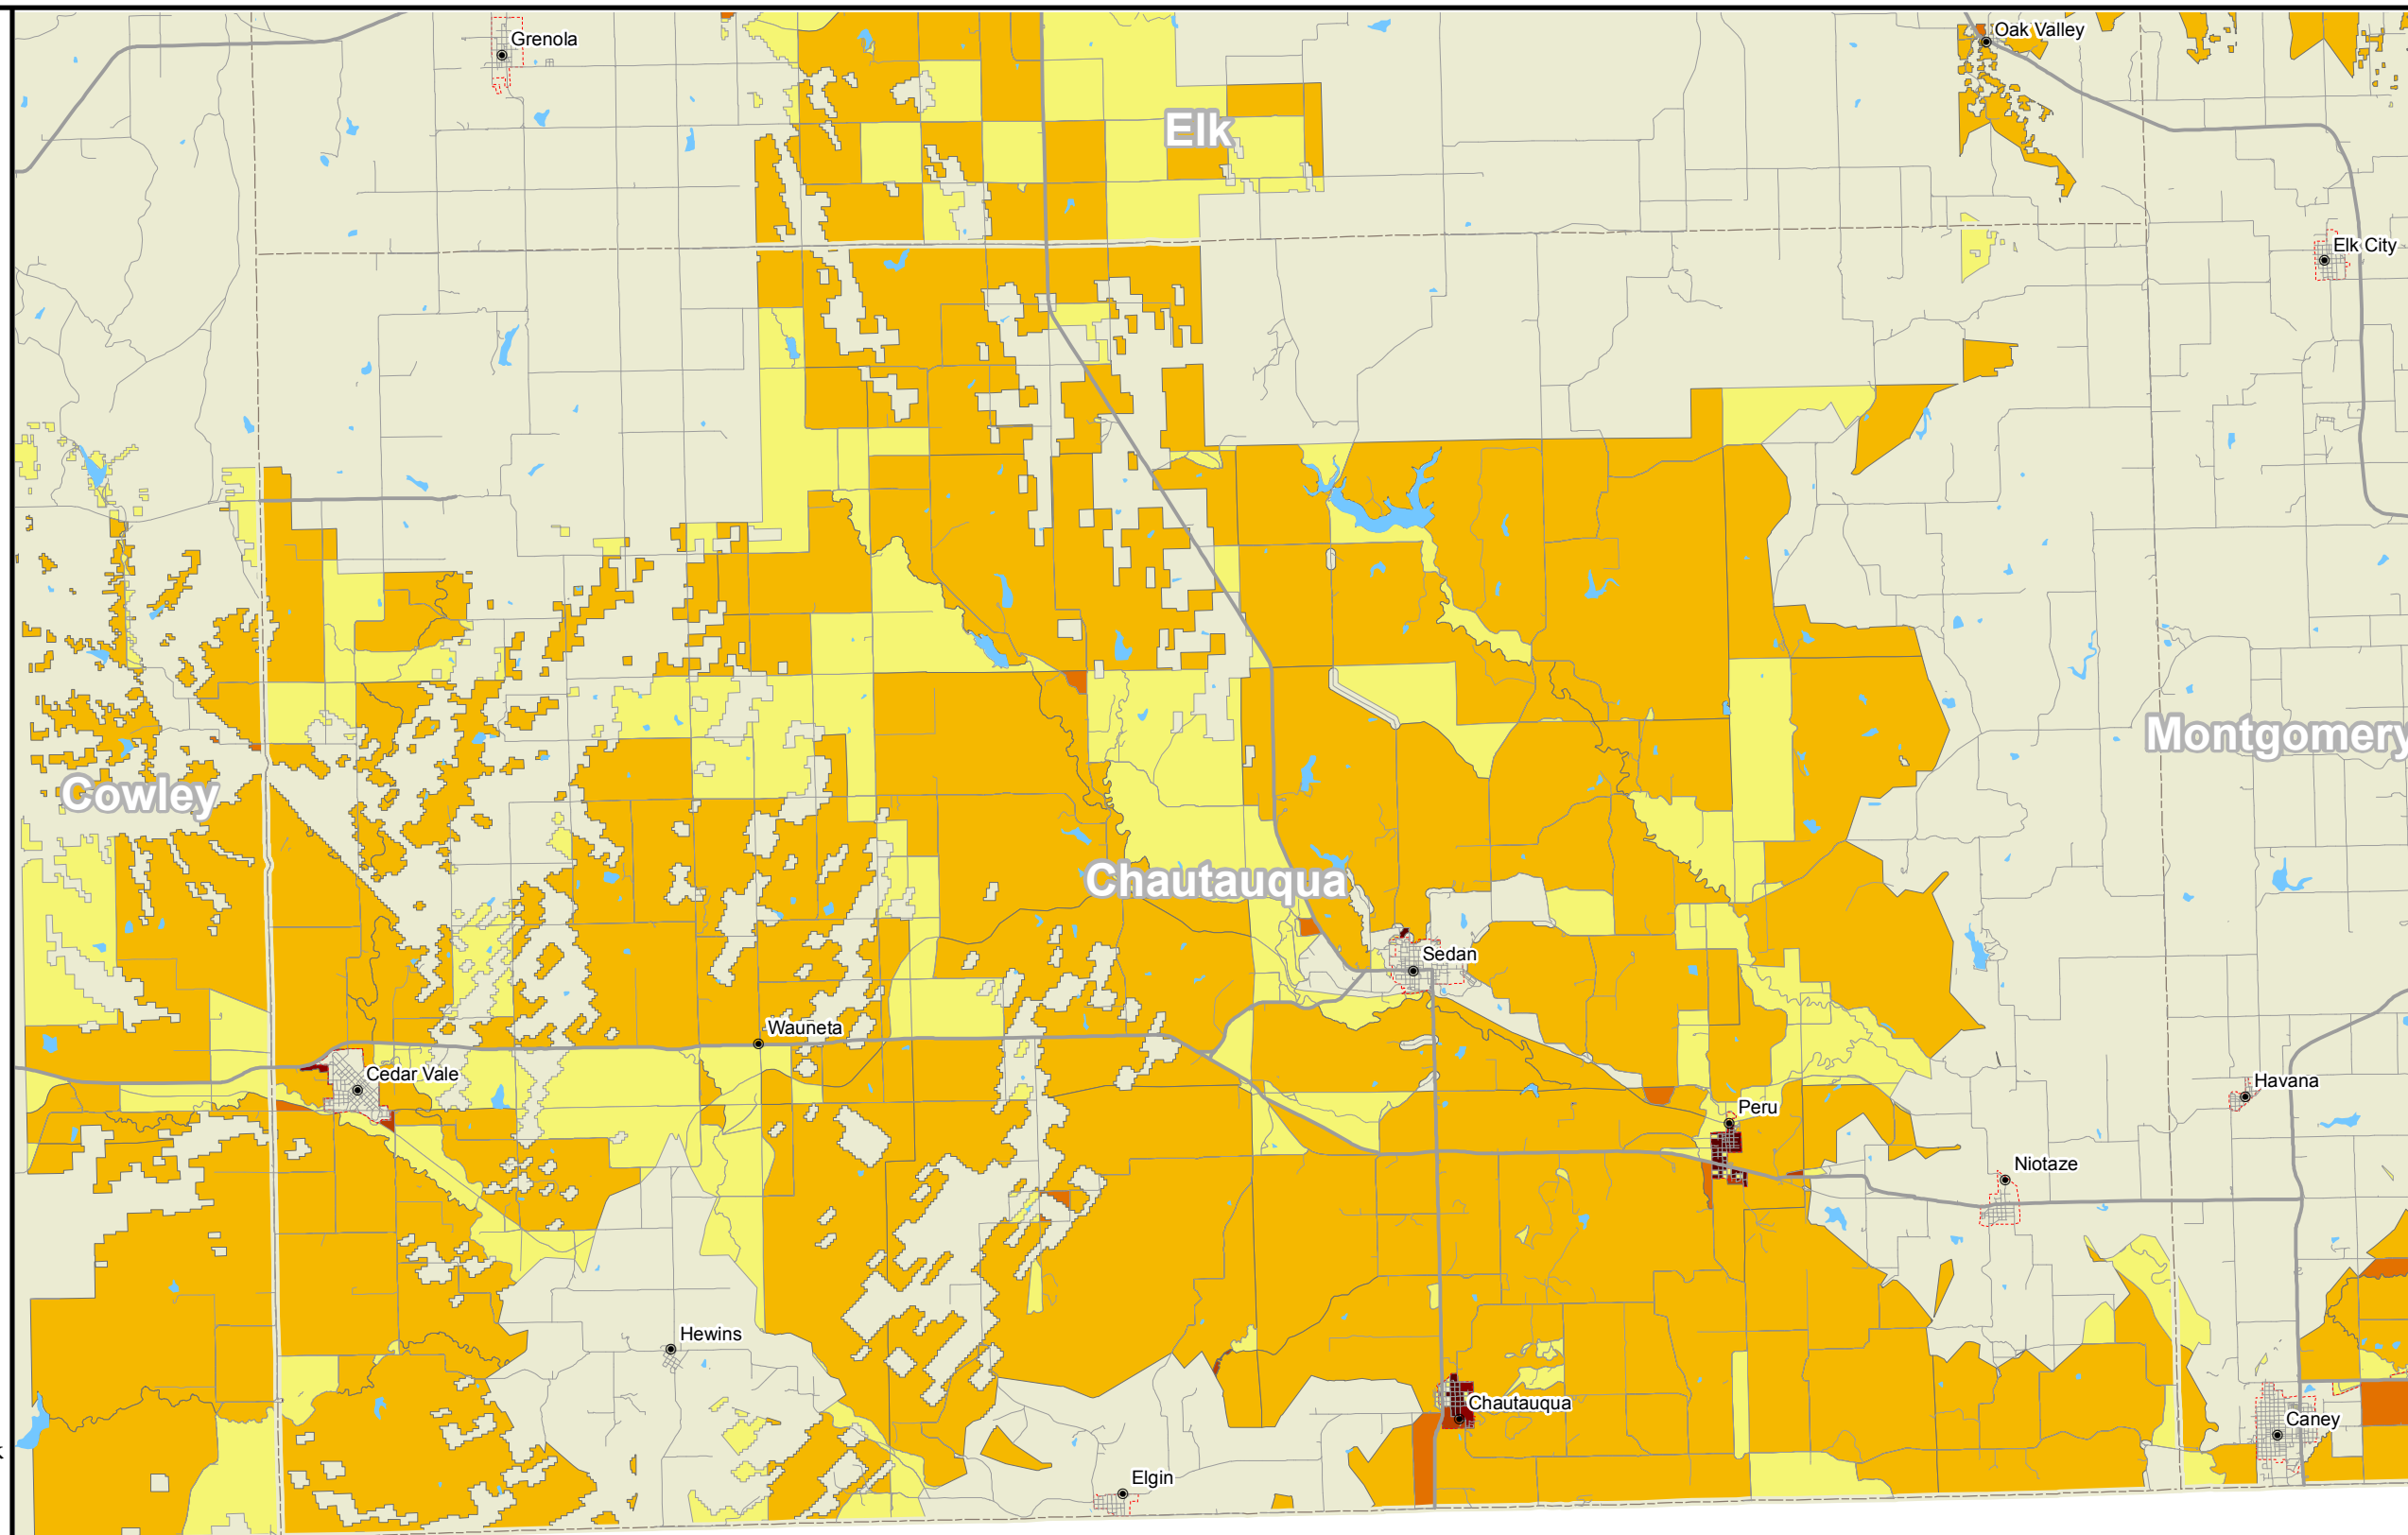 Grenola
Oak Valley
Elk
Elk City
Montgomery
Cowley
Chautauqua
Sedan
Wauneta
Cedar Vale
Havana
Peru
Niotaze
Hewins
Chautauqua
Caney
Elgin